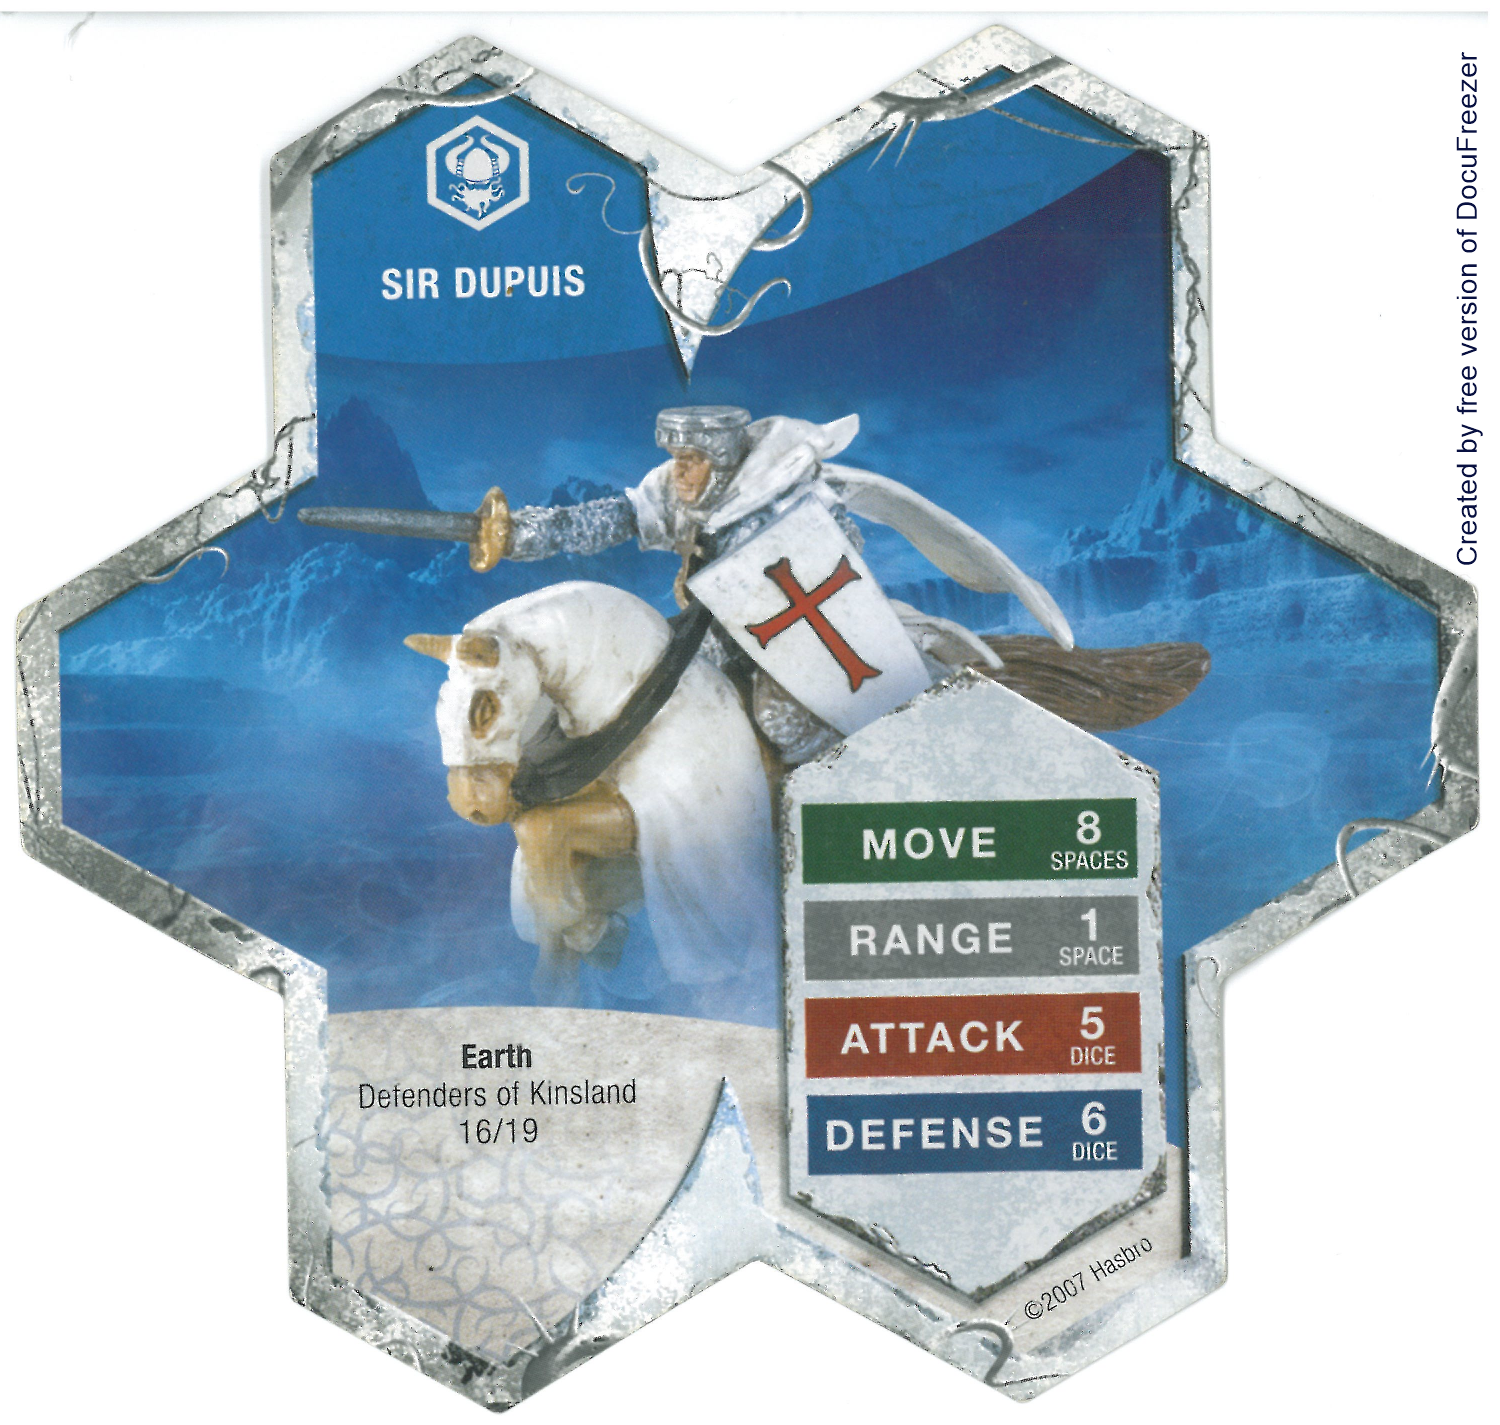 SIR DUPUIS
MOVE 8 SPACES
RANGE 1 SPACE
ATTACK 5 DICE
DEFENSE 6 DICE
Earth
Defenders of Kinsland
16/19
©2007 Hasbro
Created by free version of DocuFreezer